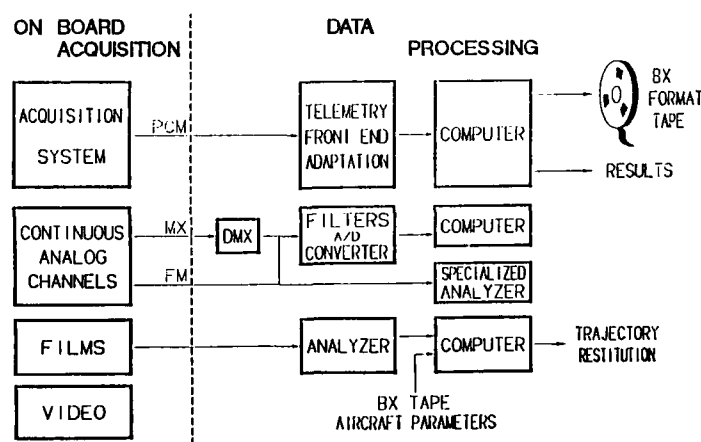 ON BOARD
ACQUISITION
DATA
PROCESSING
ACQUISITION
SYSTEM
PCM
TELEMETRY
FRONT END
ADAPTATION
COMPUTER
BX
FORMAT
TAPE
RESULTS
CONTINUOUS
ANALOG
CHANNELS
MX
FM
DMX
FILTERS
A/D
CONVERTER
COMPUTER
SPECIALIZED
ANALYZER
FILMS
ANALYZER
COMPUTER
TRAJECTORY
RESTITUTION
VIDEO
BX TAPE
AIRCRAFT PARAMETERS